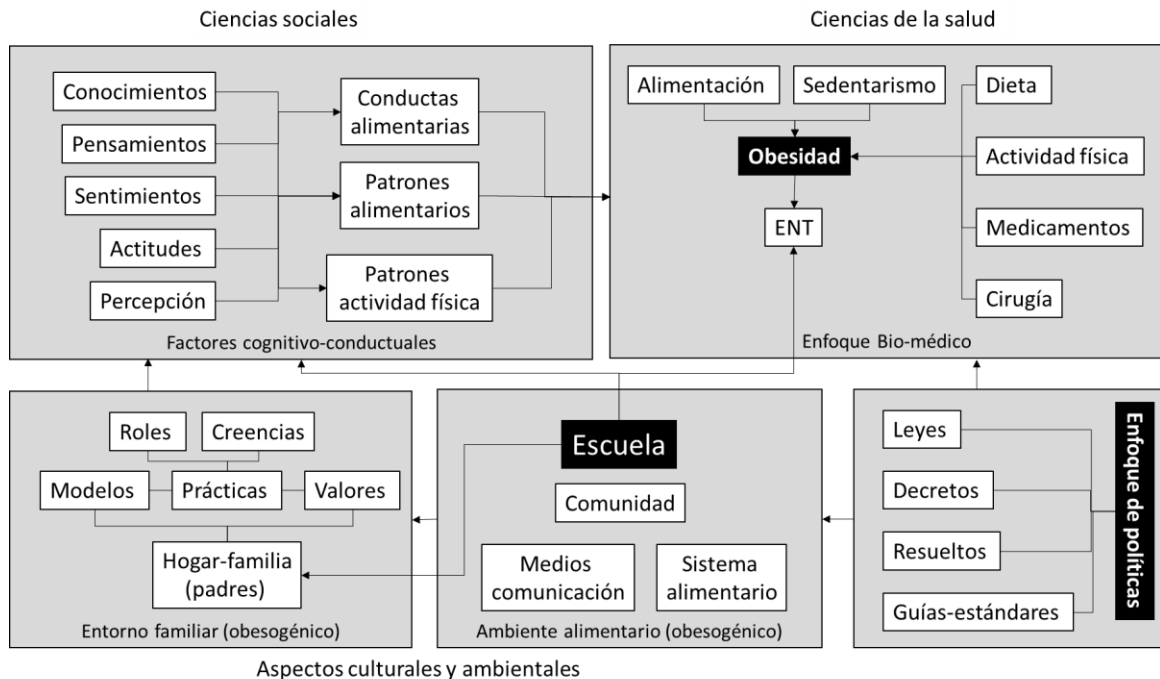 Ciencias sociales
Ciencias de la salud
Conocimientos
Pensamientos
Sentimientos
Actitudes
Percepción
Conductas
alimentarias
Patrones
alimentarios
Patrones
actividad física
Factores cognitivo-conductuales
Alimentación
Sedentarismo
Obesidad
ENT
Dieta
Actividad física
Medicamentos
Cirugía
Enfoque Bio-médico
Roles
Creencias
Modelos
Prácticas
Valores
Hogar-familia
(padres)
Entorno familiar (obesogénico)
Escuela
Comunidad
Medios
comunicación
Sistema
alimentario
Ambiente alimentario (obesogénico)
Leyes
Decretos
Resueltos
Guías-estándares
Enfoque de políticas
Aspectos culturales y ambientales